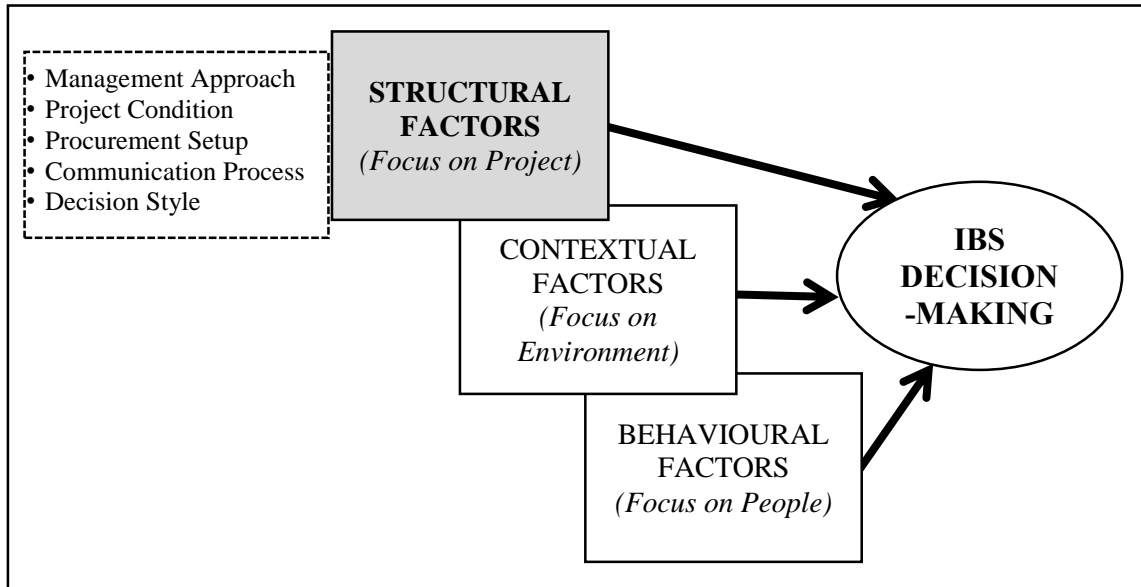 • Management Approach
• Project Condition
• Procurement Setup
• Communication Process
• Decision Style
STRUCTURAL
FACTORS
(Focus on Project)
CONTEXTUAL
FACTORS
(Focus on
Environment)
BEHAVIOURAL
FACTORS
(Focus on People)
IBS
DECISION
-MAKING